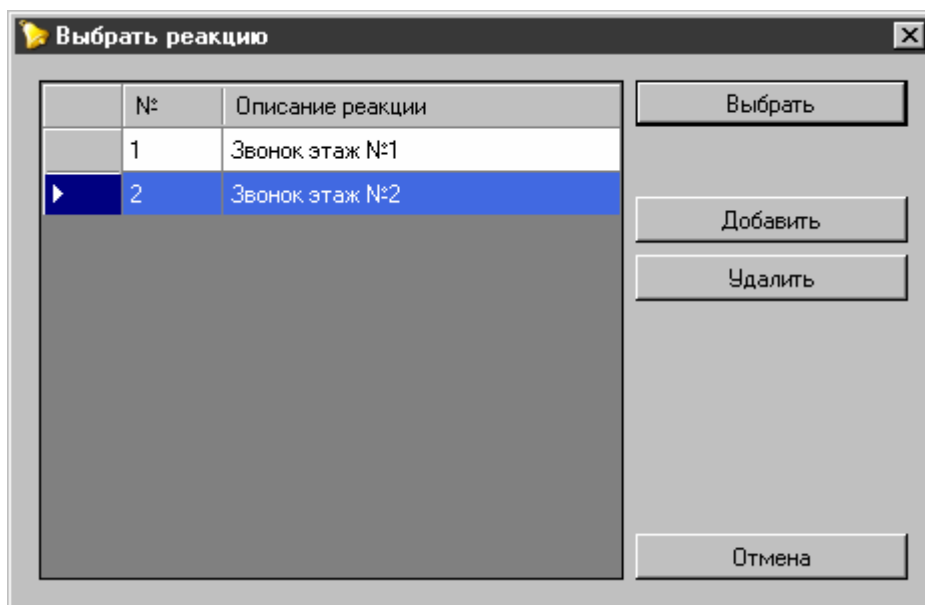 Выбрать реакцию
№ Описание реакции
1 Звонок этаж №1
2 Звонок этаж №2
Выбрать
Добавить
Удалить
Отмена